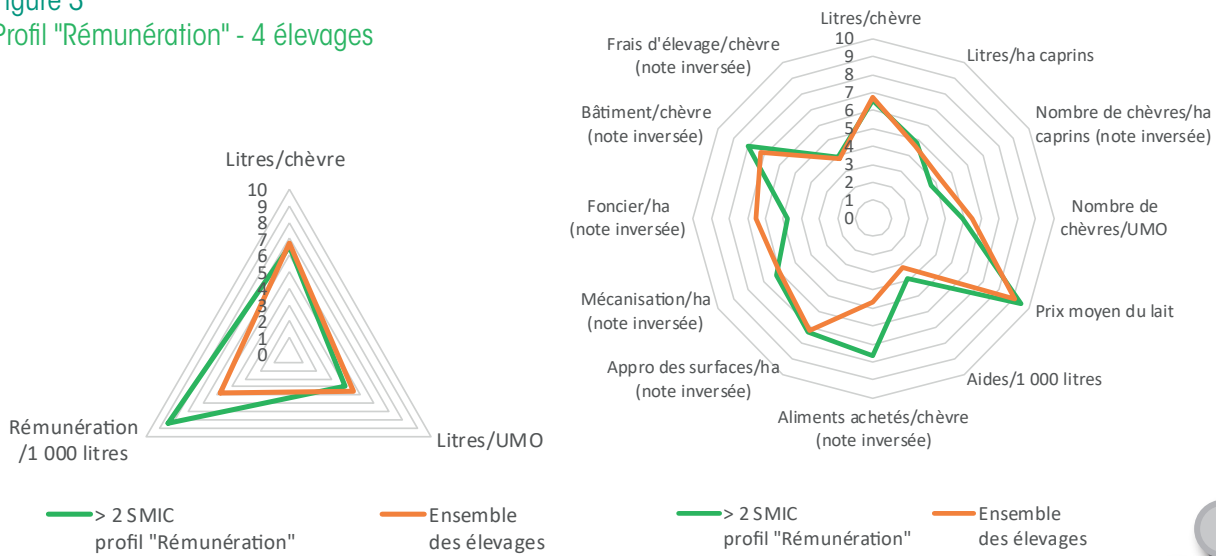 Figure 3
Profil "Rémunération" - 4 élevages
Litres/chèvre
10
9
8
7
6
5
4
3
2
1
0
Rémunération
/1 000 litres
Litres/UMO
> 2 SMIC
profil "Rémunération"
Ensemble
des élevages
Litres/chèvre
10
9
8
7
6
5
4
3
2
1
0
Litres/ha caprins
Nombre de chèvres/ha
caprins (note inversée)
Nombre de
chèvres/UMO
Prix moyen du lait
Aides/1 000 litres
Aliments achetés/chèvre
(note inversée)
Appro des surfaces/ha
(note inversée)
Mécanisation/ha
(note inversée)
Foncier/ha
(note inversée)
Bâtiment/chèvre
(note inversée)
Frais d'élevage/chèvre
(note inversée)
> 2 SMIC
profil "Rémunération"
Ensemble
des élevages